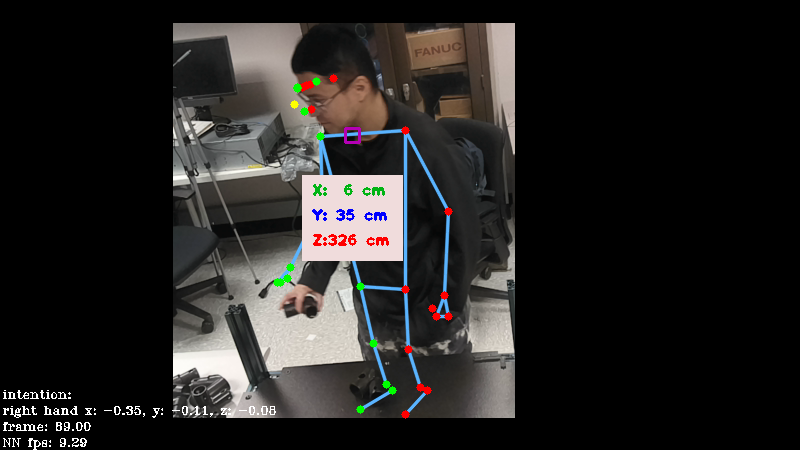 FANUC
X: 6 cm
Y: 35 cm
Z:326 cm
intention:
right hand x: -0.35, y: -0.11, z: -0.08
frame: 89.00
NN fps: 9.29